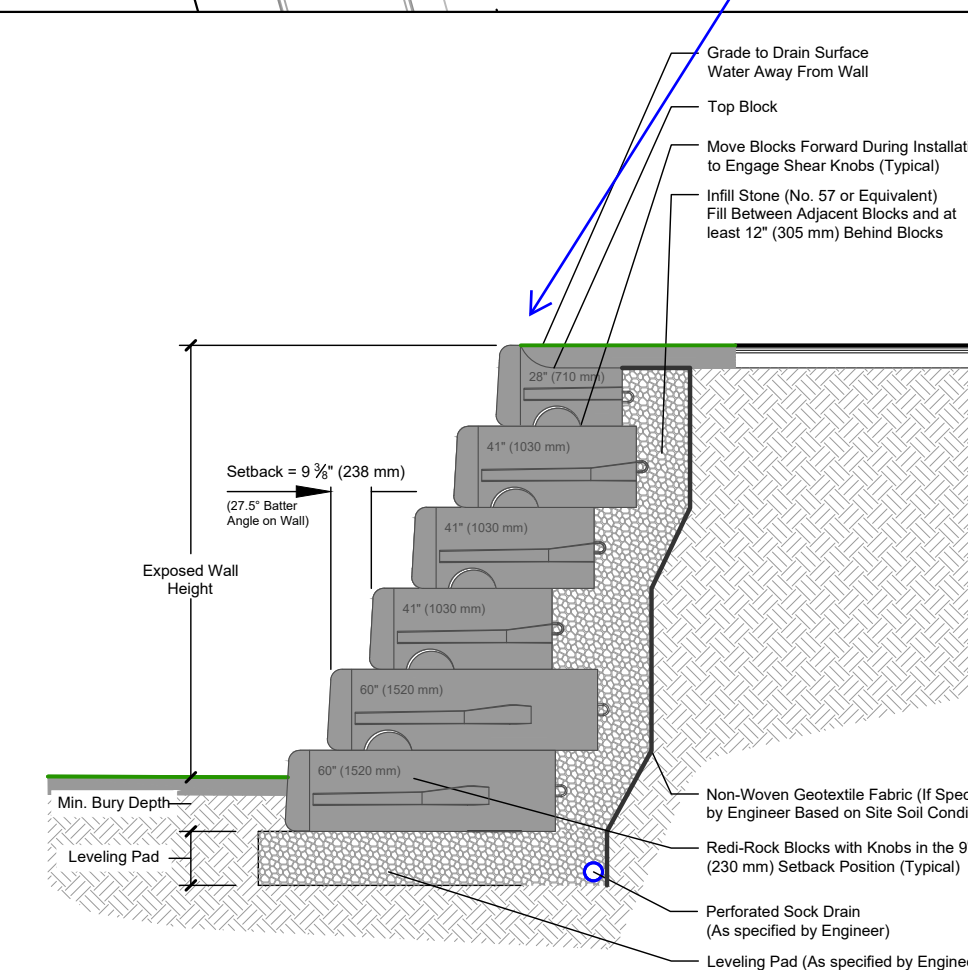 Grade to Drain Surface
Water Away From Wall
Top Block
Move Blocks Forward During Installati
to Engage Shear Knobs (Typical)
Infill Stone (No. 57 or Equivalent)
Fill Between Adjacent Blocks and at
least 12" (305 mm) Behind Blocks
28" (710 mm)
41" (1030 mm)
Setback = 9 ⅜" (238 mm)
(27.5° Batter
Angle on Wall)
41" (1030 mm)
Exposed Wall
Height
41" (1030 mm)
60" (1520 mm)
60" (1520 mm)
Min. Bury Depth
Non-Woven Geotextile Fabric (If Spec
by Engineer Based on Site Soil Condi
Leveling Pad
Redi-Rock Blocks with Knobs in the 9
(230 mm) Setback Position (Typical)
Perforated Sock Drain
(As specified by Engineer)
Leveling Pad (As specified by Enginee